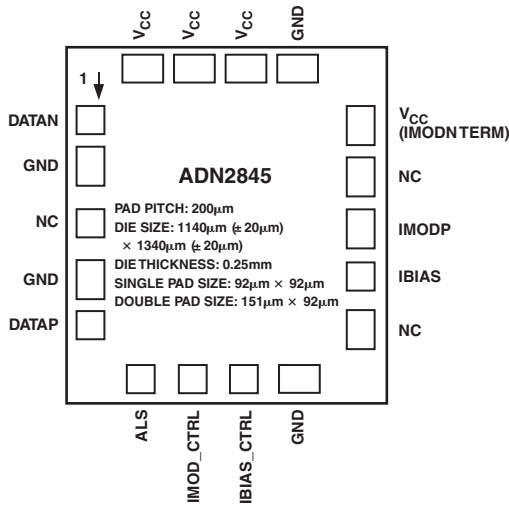 VCC
VCC
VCC
GND
1
DATAN
GND
NC
GND
DATAP
ADN2845
PAD PITCH: 200μm
DIE SIZE: 1140μm (± 20μm)
× 1340μm (± 20μm)
DIE THICKNESS: 0.25mm
SINGLE PAD SIZE: 92μm × 92μm
DOUBLE PAD SIZE: 151μm × 92μm
VCC
(IMODN TERM)
NC
IMODP
IBIAS
NC
ALS
IMOD_CTRL
IBIAS_CTRL
GND